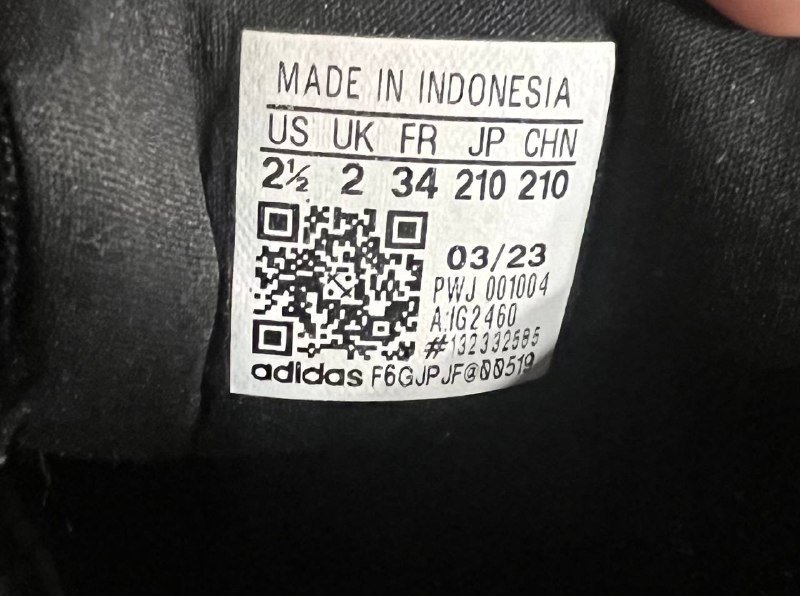 MADE IN INDONESIA
US UK FR JP CHN
2½ 2 34 210 210
03/23
PWJ 001004
A:IG2460
#132332585
adidas F6GJPJF@00519